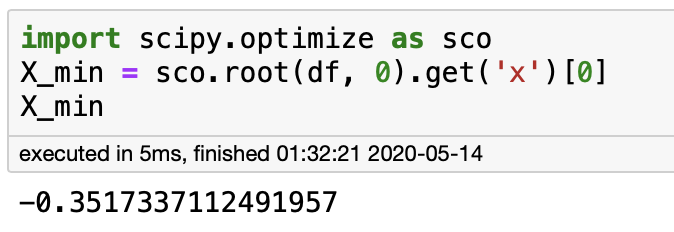 import scipy.optimize as sco
X_min = sco.root(df, 0).get('x')[0]
X_min
executed in 5ms, finished 01:32:21 2020-05-14
-0.3517337112491957